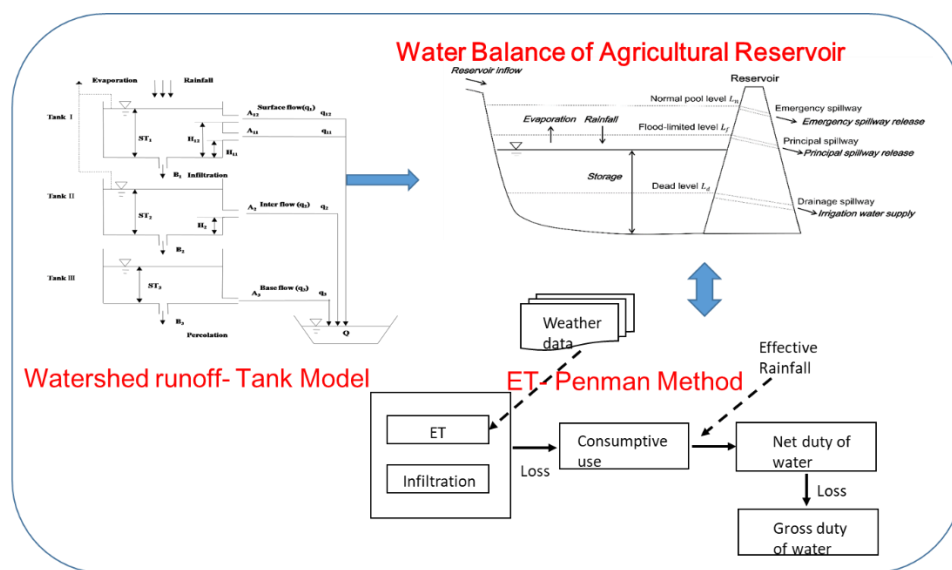 Water Balance of Agricultural Reservoir
Evaporation
Rainfall
Tank I
ST₁
Surface flow(q₁)
A₁₂
q₁₂
A₁₁
q₁₁
H₁₂
H₁₁
B₁
Infiltration
Tank II
ST₂
A₂
Inter flow (q₂)
q₂
H₂
B₂
Tank III
ST₃
A₃
Base flow (q₃)
q₃
B₃
Percolation
Q
Reservoir inflow
Reservoir
Normal pool level Lₙ
Emergency spillway
Emergency spillway release
Evaporation
Rainfall
Flood-limited level L_f
Principal spillway
Principal spillway release
Storage
Dead level L_d
Drainage spillway
Irrigation water supply
Watershed runoff- Tank Model
Weather
data
ET- Penman Method
Effective
Rainfall
ET
Infiltration
Loss
Consumptive
use
Net duty of
water
Loss
Gross duty
of water